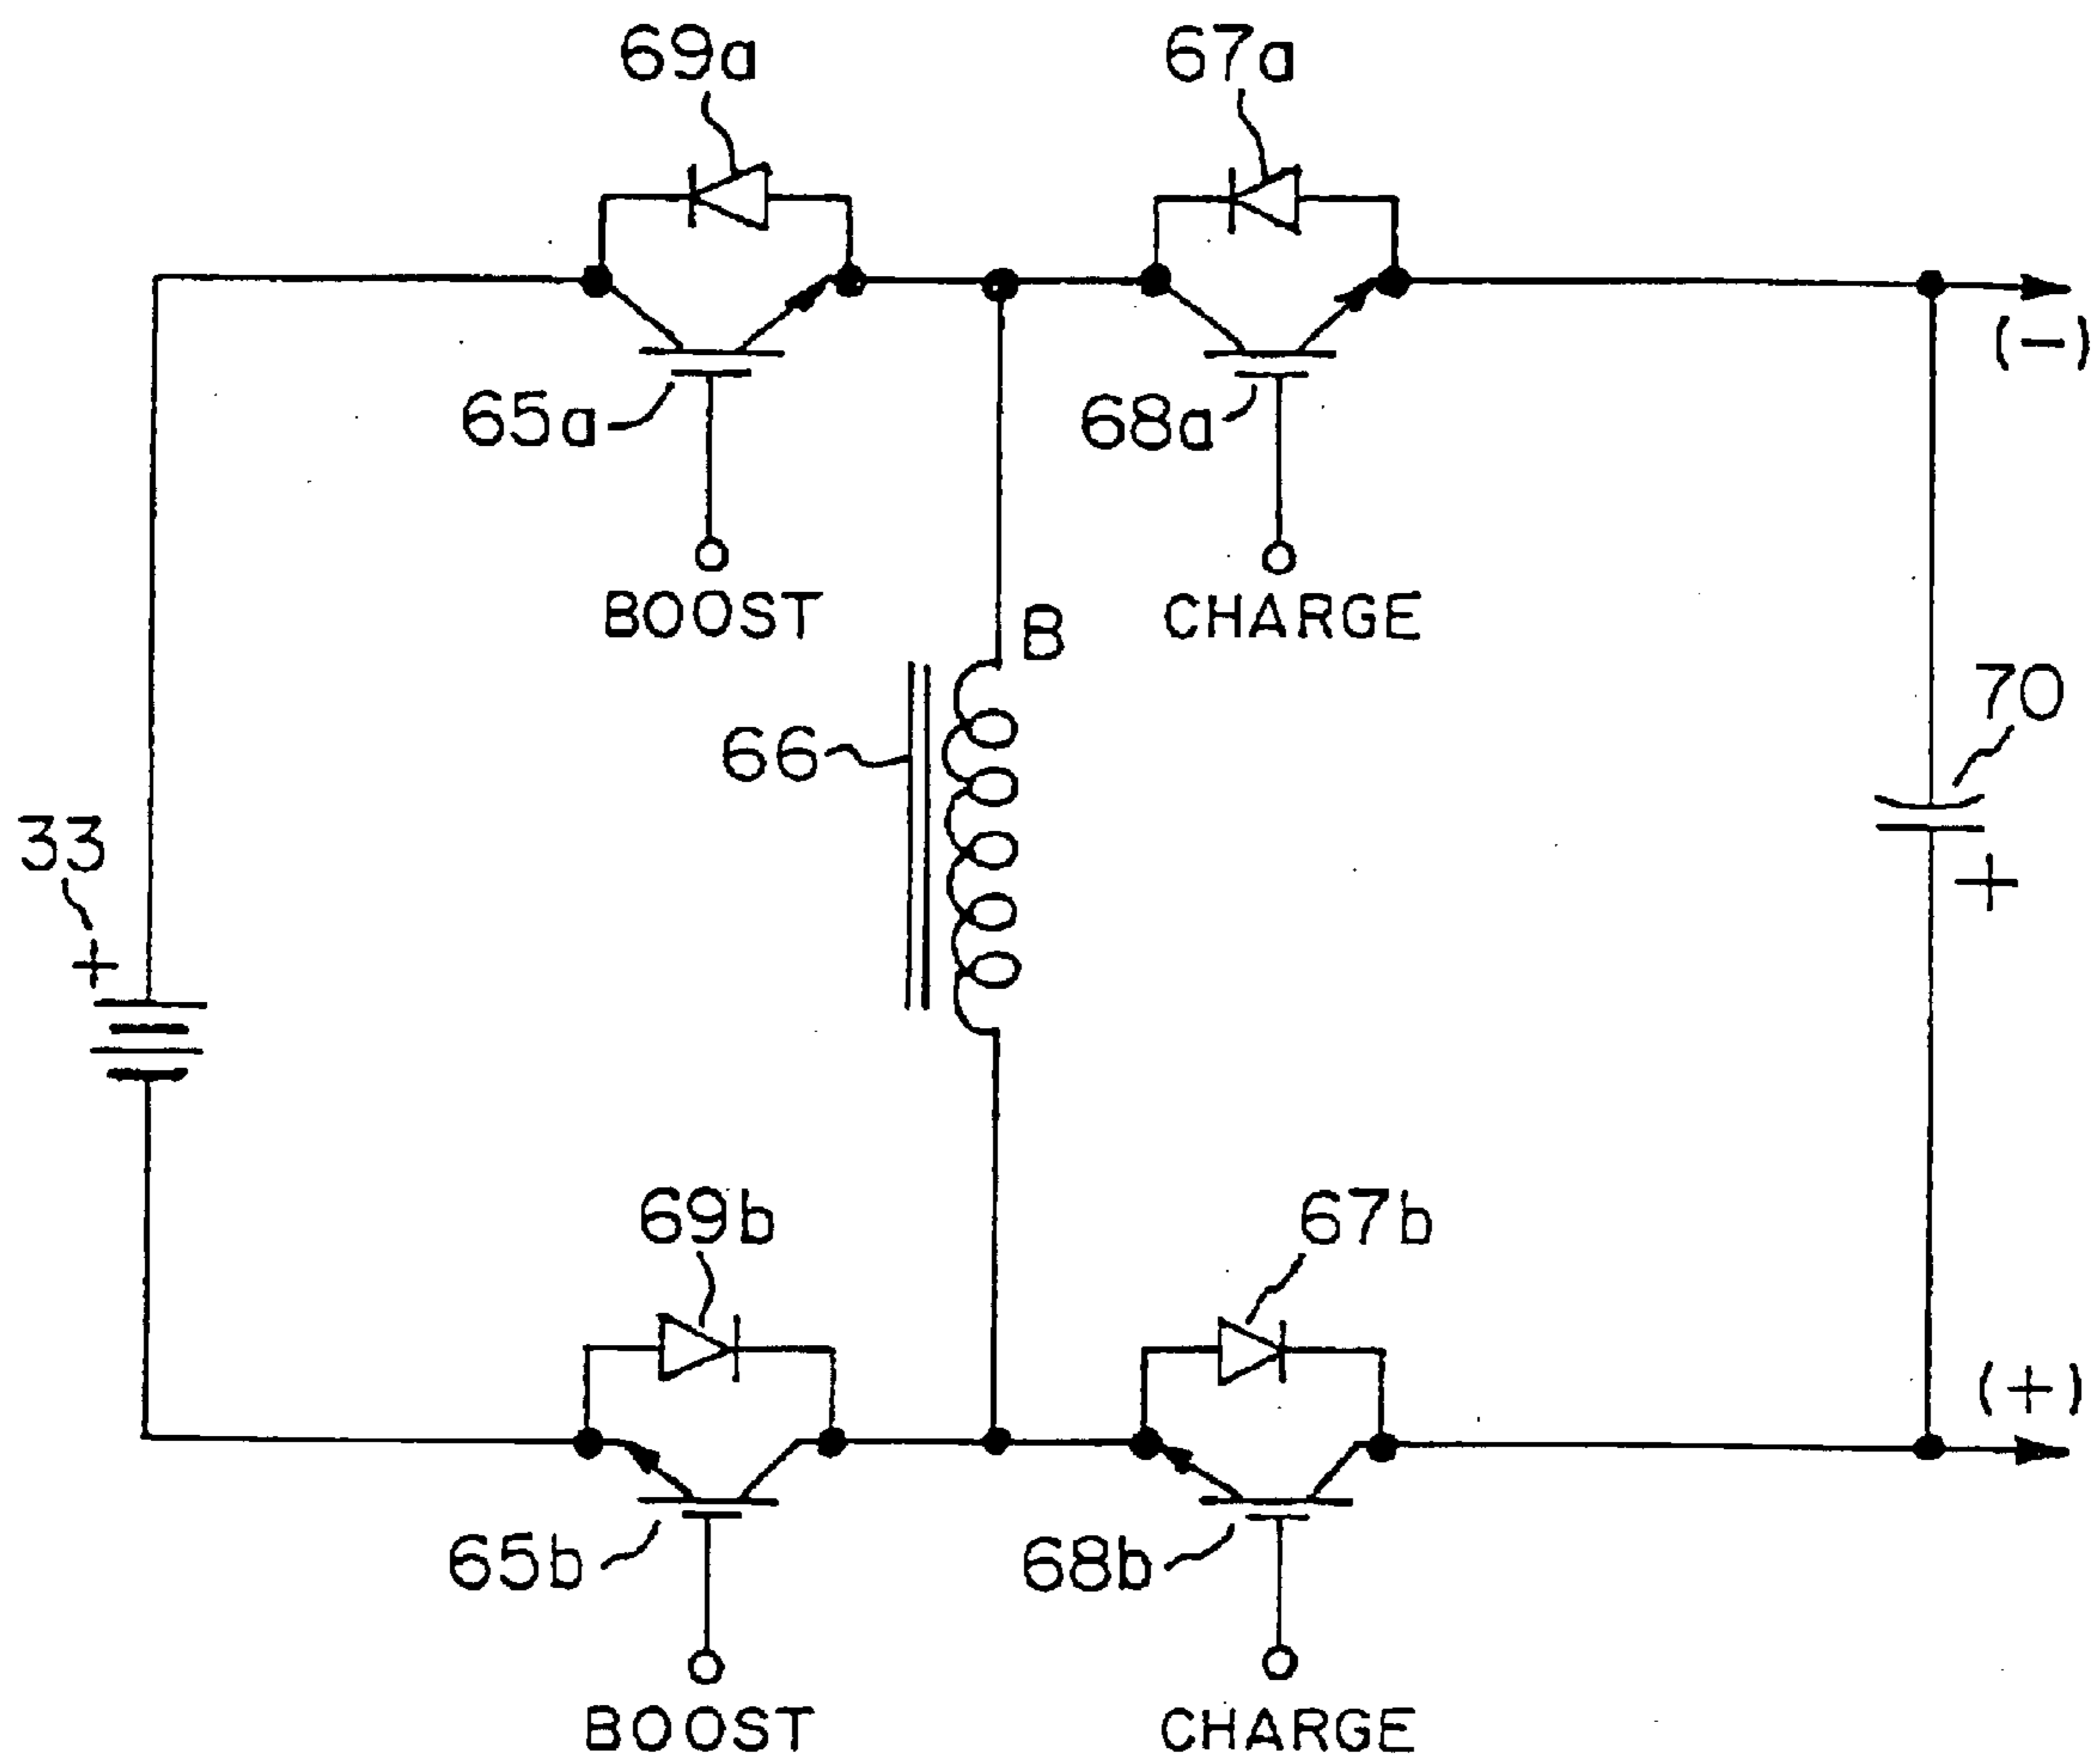 69a
67a
(-)
65a
68a
BOOST
CHARGE
B
70
66
33
+
+
69b
67b
(+)
65b
68b
BOOST
CHARGE